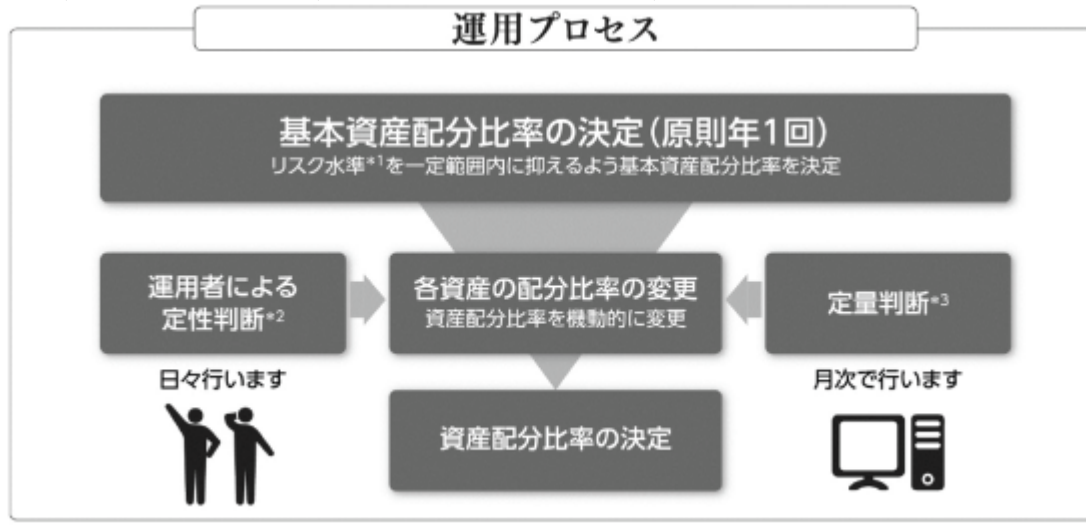 運用プロセス
基本資産配分比率の決定(原則年1回)
リスク水準*1を一定範囲内に抑えるよう基本資産配分比率を決定
運用者による
定性判断*2
各資産の配分比率の変更
資産配分比率を機動的に変更
定量判断*3
日々行います
月次で行います
資産配分比率の決定